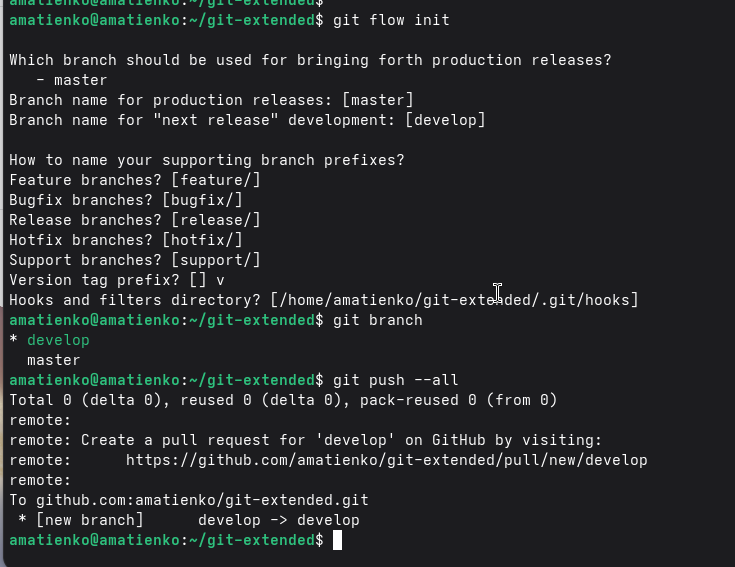 amatienko@amatienko:~/git-extended$
amatienko@amatienko:~/git-extended$ git flow init

Which branch should be used for bringing forth production releases?
   - master
Branch name for production releases: [master]
Branch name for "next release" development: [develop]

How to name your supporting branch prefixes?
Feature branches? [feature/]
Bugfix branches? [bugfix/]
Release branches? [release/]
Hotfix branches? [hotfix/]
Support branches? [support/]
Version tag prefix? [] v
Hooks and filters directory? [/home/amatienko/git-extended/.git/hooks]
amatienko@amatienko:~/git-extended$ git branch
* develop
  master
amatienko@amatienko:~/git-extended$ git push --all
Total 0 (delta 0), reused 0 (delta 0), pack-reused 0 (from 0)
remote:
remote: Create a pull request for 'develop' on GitHub by visiting:
remote:      https://github.com/amatienko/git-extended/pull/new/develop
remote:
To github.com:amatienko/git-extended.git
 * [new branch]      develop -> develop
amatienko@amatienko:~/git-extended$